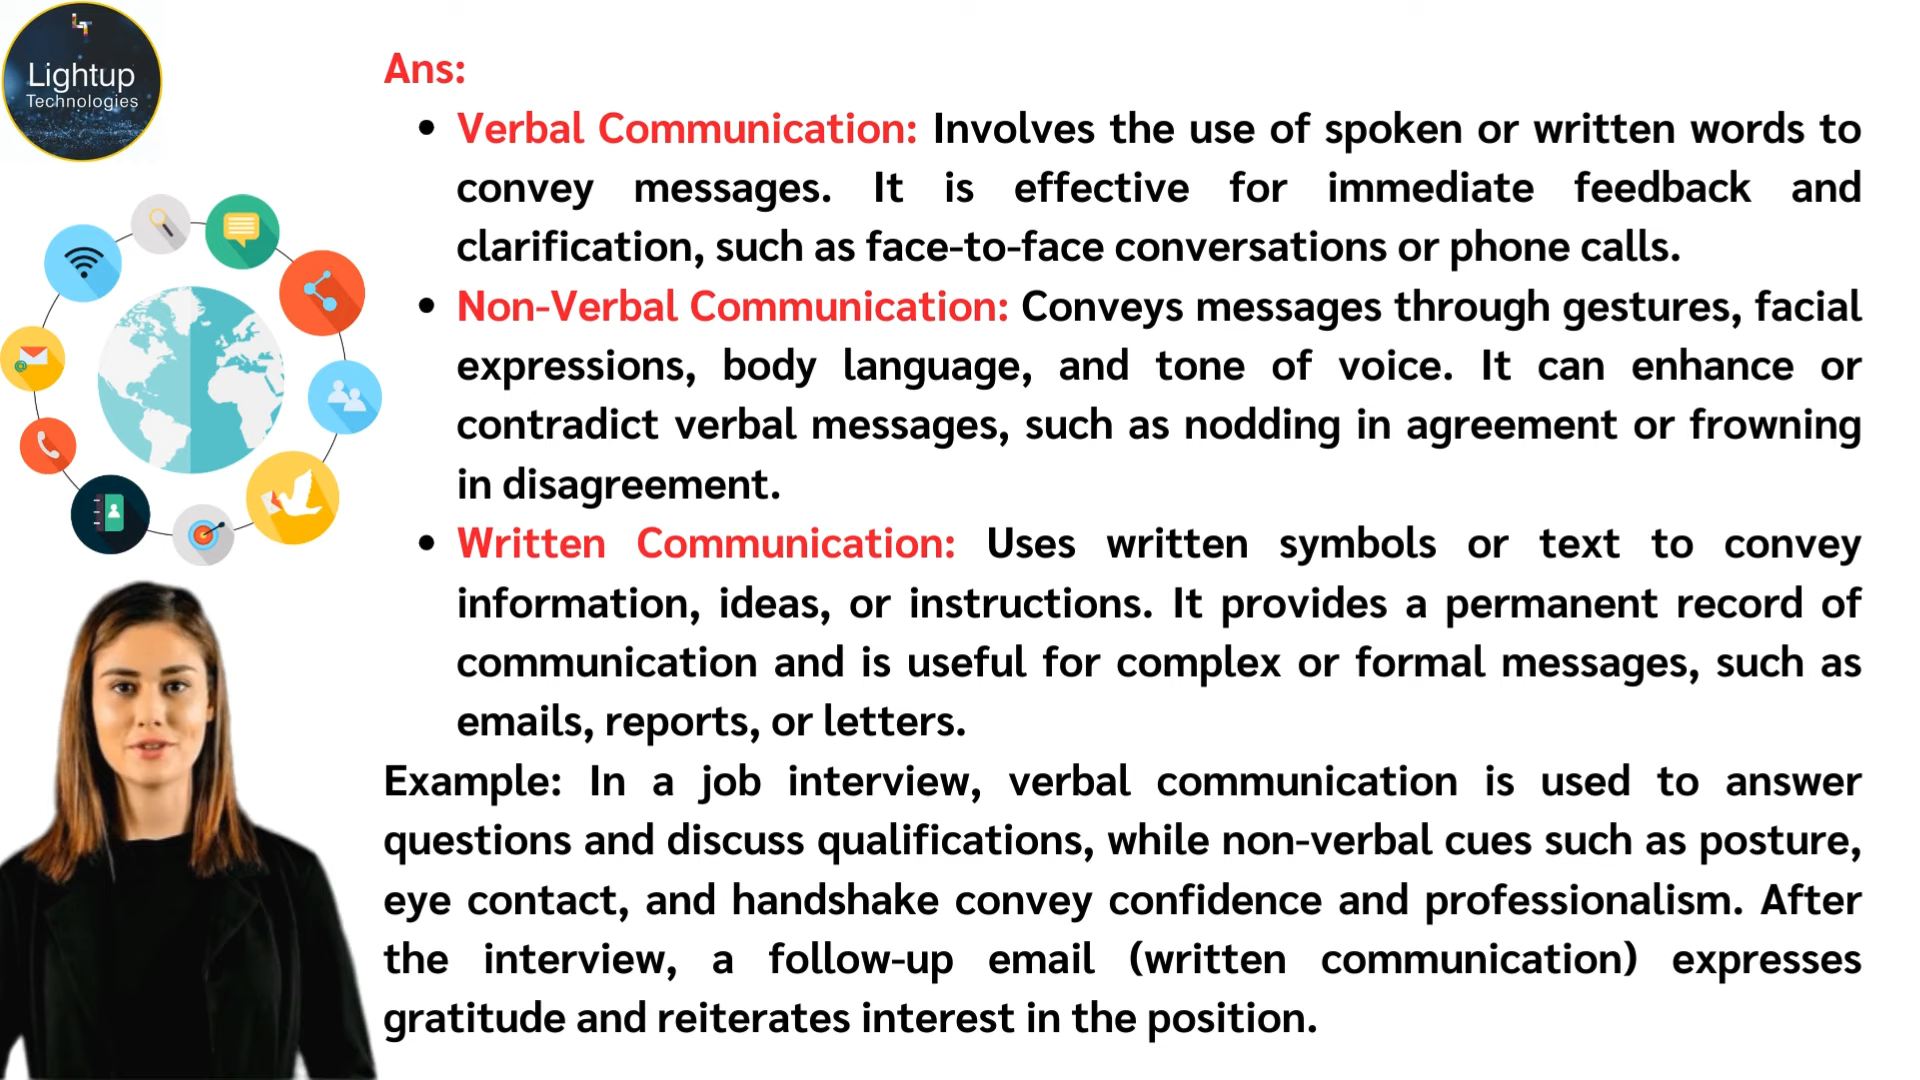 Lightup
Technologies
Ans:
• Verbal Communication: Involves the use of spoken or written words to
convey messages. It is effective for immediate feedback and
clarification, such as face-to-face conversations or phone calls.
• Non-Verbal Communication: Conveys messages through gestures, facial
expressions, body language, and tone of voice. It can enhance or
contradict verbal messages, such as nodding in agreement or frowning
in disagreement.
• Written Communication: Uses written symbols or text to convey
information, ideas, or instructions. It provides a permanent record of
communication and is useful for complex or formal messages, such as
emails, reports, or letters.
Example: In a job interview, verbal communication is used to answer
questions and discuss qualifications, while non-verbal cues such as posture,
eye contact, and handshake convey confidence and professionalism. After
the interview, a follow-up email (written communication) expresses
gratitude and reiterates interest in the position.